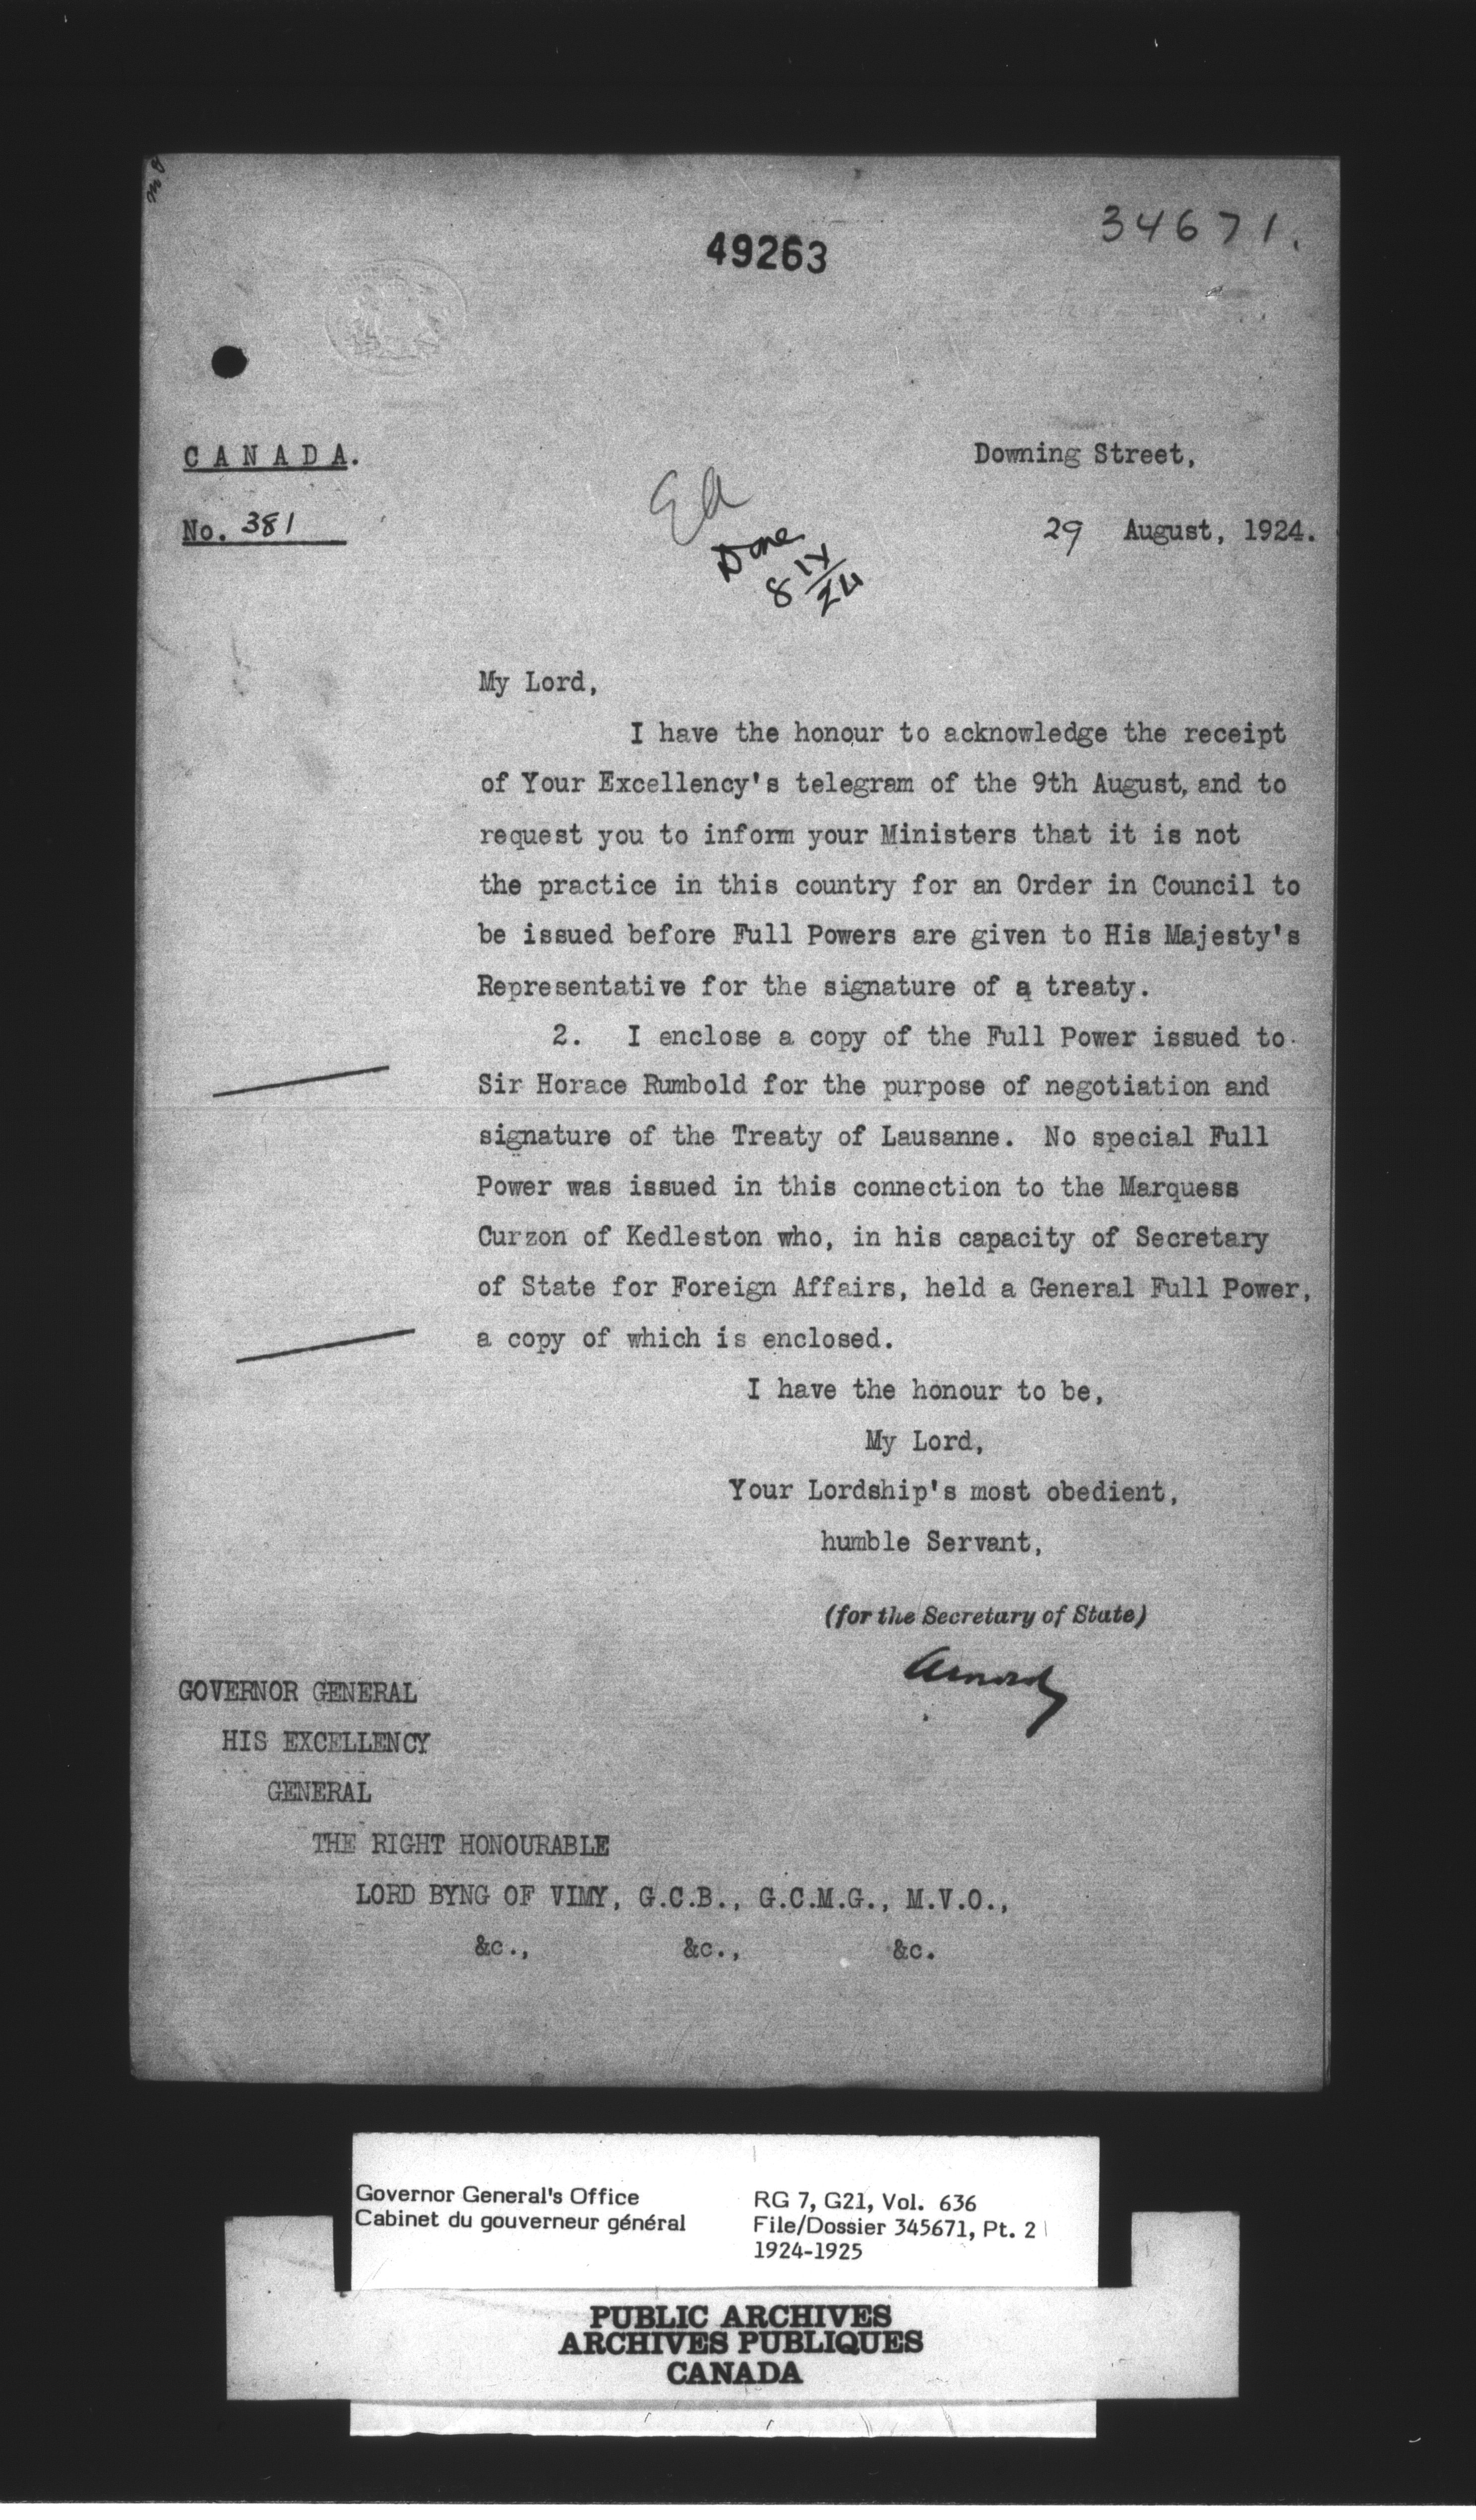 34671.
49263
CANADA.
Downing Street,
No. 381
29 August, 1924.
Done
8 IX/24
My Lord,
I have the honour to acknowledge the receipt
of Your Excellency's telegram of the 9th August, and to
request you to inform your Ministers that it is not
the practice in this country for an Order in Council to
be issued before Full Powers are given to His Majesty's
Representative for the signature of a treaty.
2. I enclose a copy of the Full Power issued to
Sir Horace Rumbold for the purpose of negotiation and
signature of the Treaty of Lausanne. No special Full
Power was issued in this connection to the Marquess
Curzon of Kedleston who, in his capacity of Secretary
of State for Foreign Affairs, held a General Full Power,
a copy of which is enclosed.
I have the honour to be,
My Lord,
Your Lordship's most obedient,
humble Servant,
(for the Secretary of State)
Arnold
GOVERNOR GENERAL
HIS EXCELLENCY
GENERAL
THE RIGHT HONOURABLE
LORD BYNG OF VIMY, G.C.B., G.C.M.G., M.V.O.,
&c., &c., &c.
Governor General's Office
Cabinet du gouverneur général
RG 7, G21, Vol. 636
File/Dossier 345671, Pt. 2
1924-1925
PUBLIC ARCHIVES
ARCHIVES PUBLIQUES
CANADA